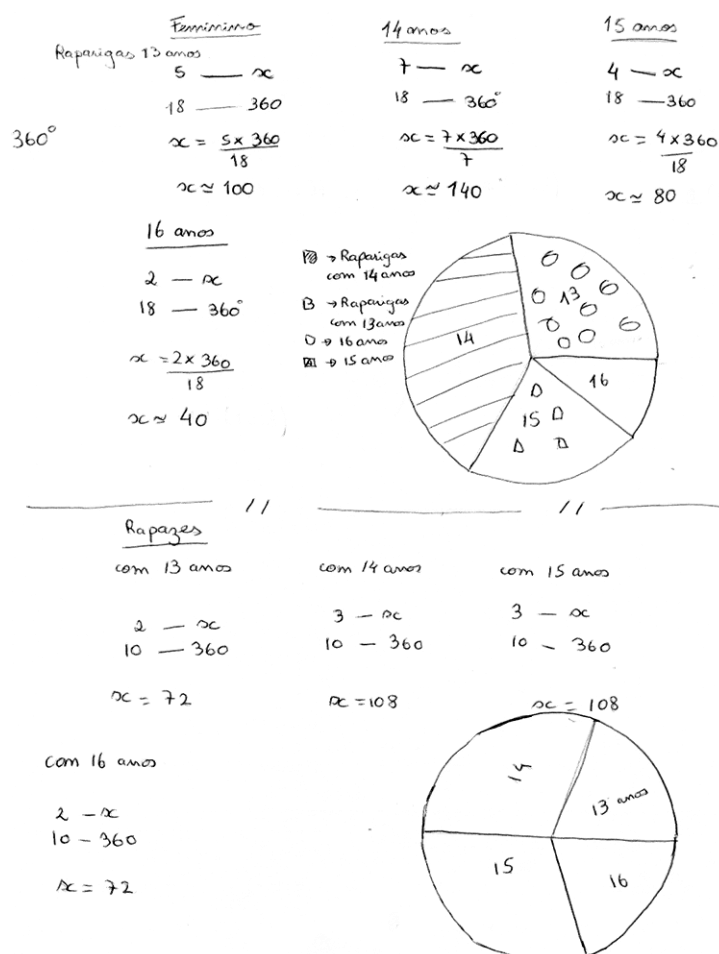 Feminino
Raparigas 13 anos
5 — x
18 — 360
360°
x = 5 x 360
18
x ≃ 100
14 anos
7 — x
18 — 360°
x = 7 x 360
7
x ≃ 140
15 anos
4 — x
18 — 360
x = 4 x 360
18
x ≃ 80
16 anos
2 — x
18 — 360°
x = 2 x 360
18
x ≃ 40
→ Raparigas
com 14 anos
→ Raparigas
com 13 anos
→ 16 anos
→ 15 anos
13
14
16
15
//
//
Rapazes
com 13 anos
2 — x
10 — 360
x = 72
com 14 anos
3 — x
10 — 360
x = 108
com 15 anos
3 — x
10 — 360
x = 108
com 16 anos
2 — x
10 — 360
x = 72
14
13 anos
15
16